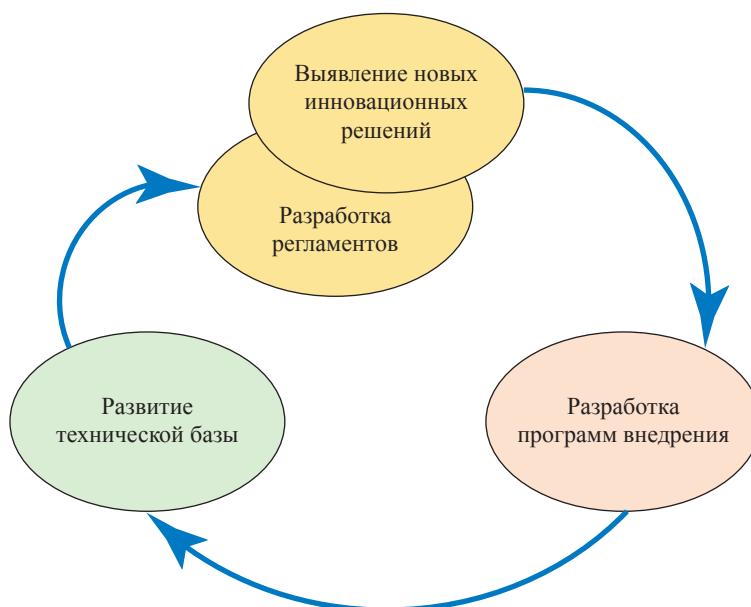 Выявление новых
инновационных
решений
Разработка
регламентов
Развитие
технической базы
Разработка
программ внедрения